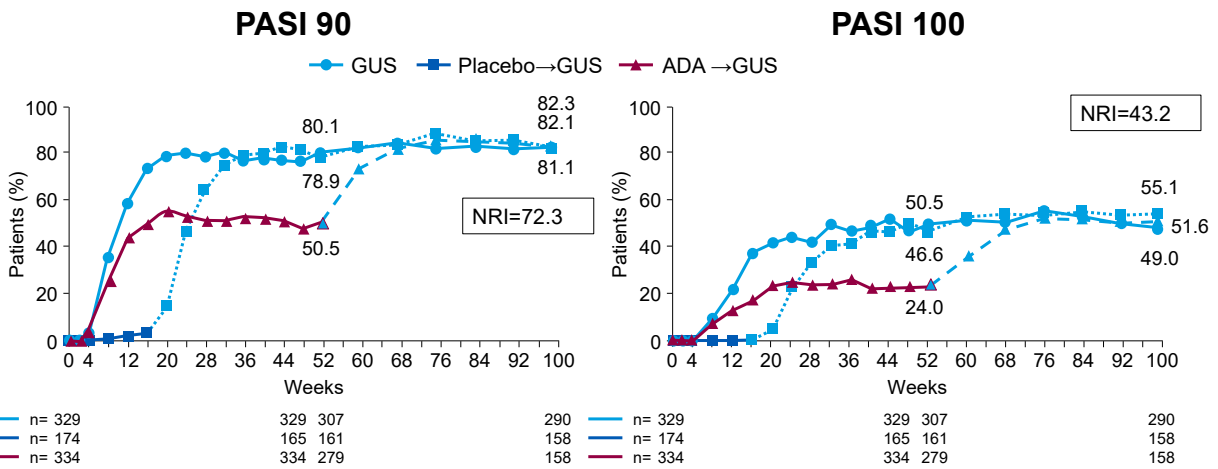 PASI 90 PASI 100
GUS Placebo→GUS ADA →GUS
Patients (%)
100
80
60
40
20
0
80.1
78.9
50.5
82.3
82.1
81.1
NRI=72.3
0 4 12 20 28 36 44 52 60 68 76 84 92 100
Weeks
n= 329 329 307 290
n= 174 165 161 158
n= 334 334 279 158
Patients (%)
100
80
60
40
20
0
NRI=43.2
50.5
46.6
24.0
55.1
51.6
49.0
0 4 12 20 28 36 44 52 60 68 76 84 92 100
Weeks
n= 329 329 307 290
n= 174 165 161 158
n= 334 334 279 158